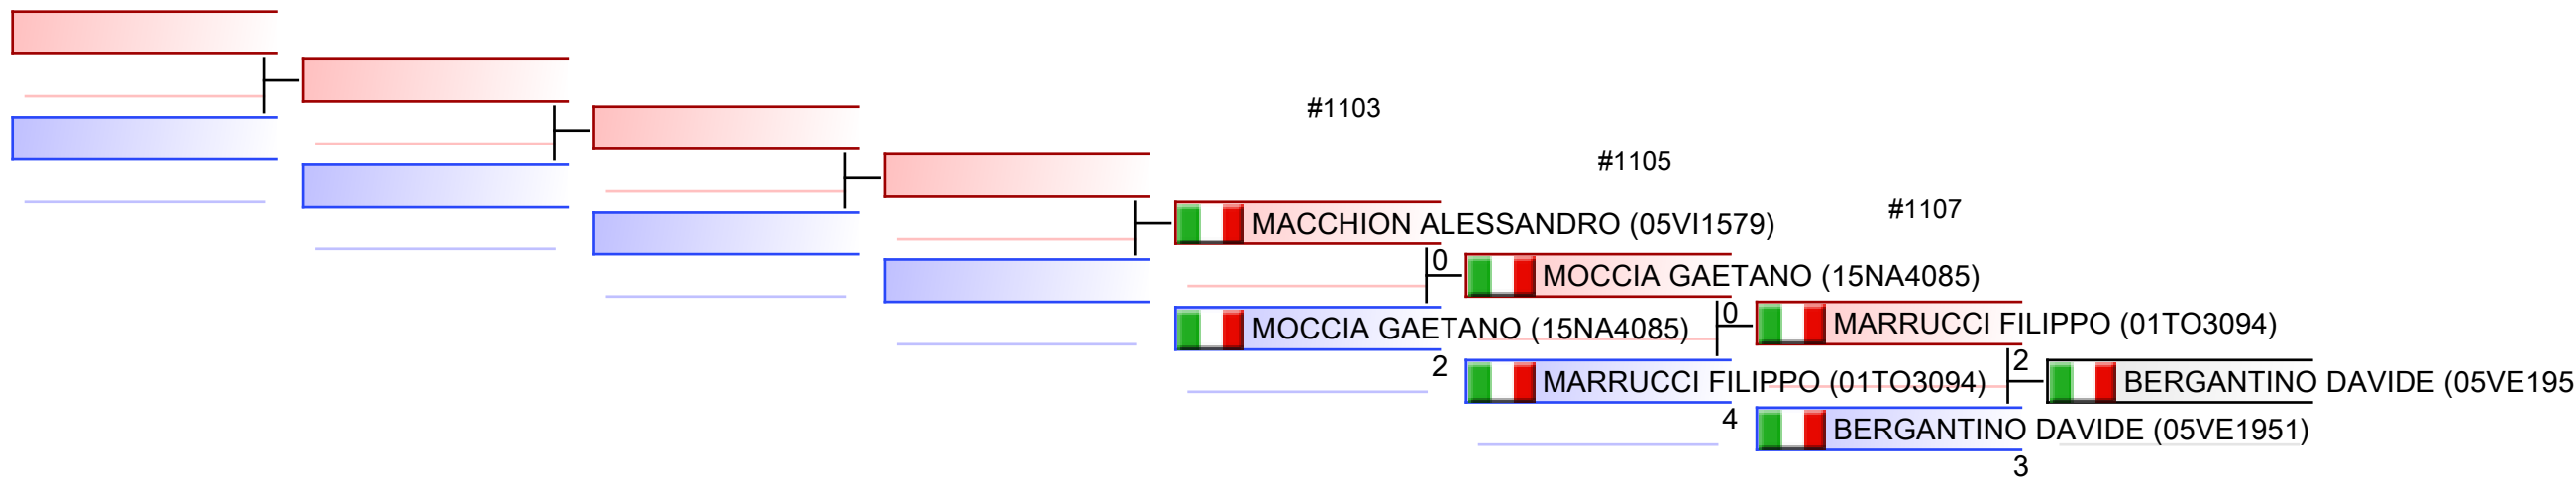 #1103
#1105
#1107
MACCHION ALESSANDRO (05VI1579)
0
MOCCIA GAETANO (15NA4085)
MOCCIA GAETANO (15NA4085)
0
MARRUCCI FILIPPO (01TO3094)
2
2
MARRUCCI FILIPPO (01TO3094)
BERGANTINO DAVIDE (05VE195
4
BERGANTINO DAVIDE (05VE1951)
3